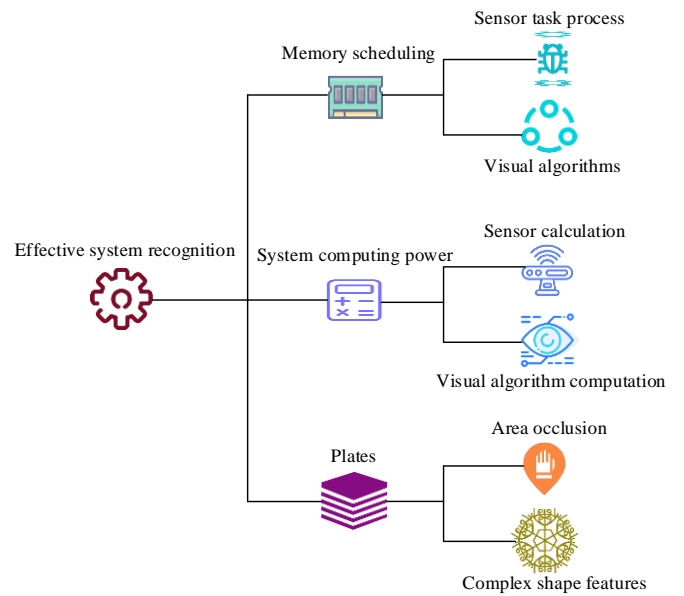 Sensor task process
Memory scheduling
Visual algorithms
Effective system recognition
System computing power
Sensor calculation
Visual algorithm computation
Plates
Area occlusion
Complex shape features